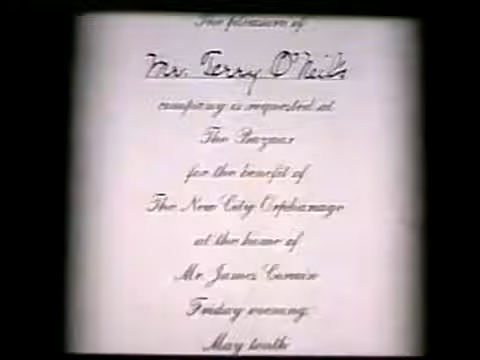 The pleasure of
Mr. Terry O'Neil's
company is requested at
The Bazaar
for the benefit of
The New City Orphanage
at the home of
Mr. James Corwin
Friday evening
May tenth